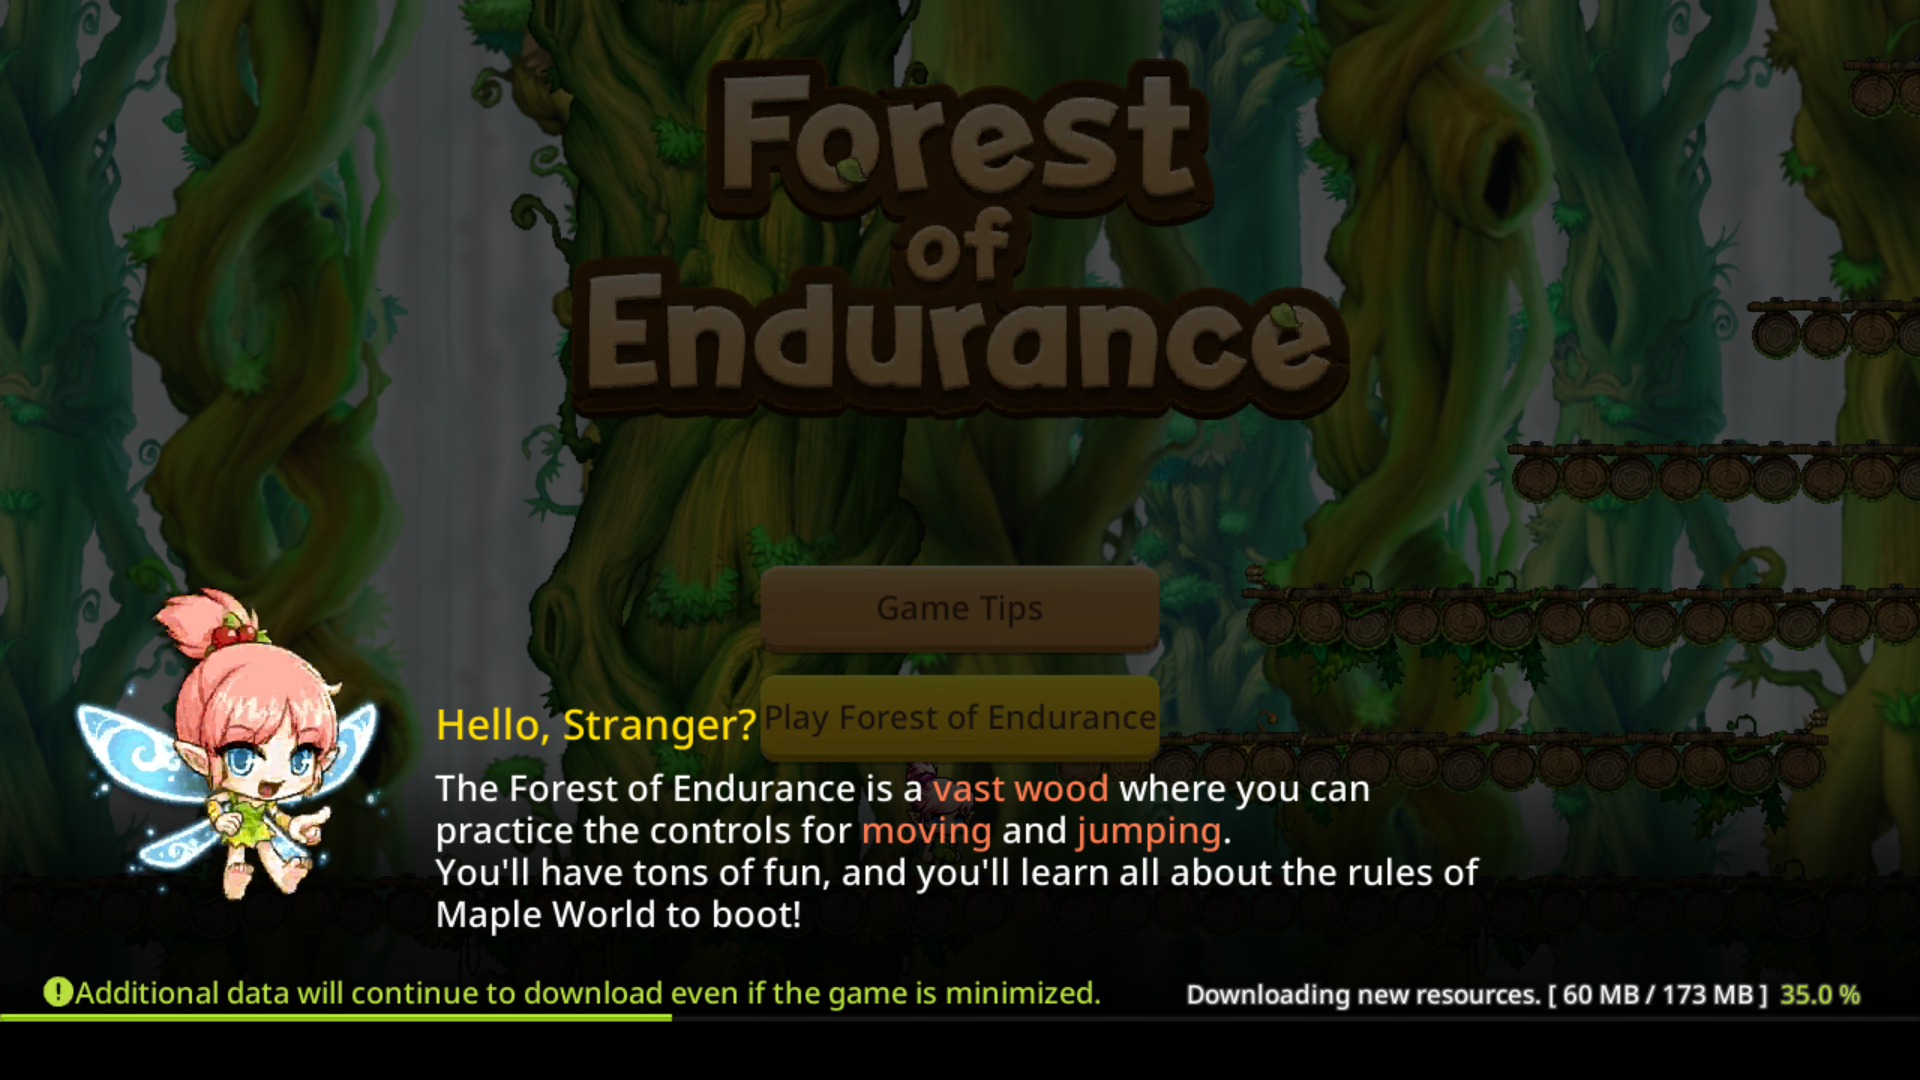 Forest
of
Endurance
Game Tips
Play Forest of Endurance
Hello, Stranger?
The Forest of Endurance is a vast wood where you can
practice the controls for moving and jumping.
You'll have tons of fun, and you'll learn all about the rules of
Maple World to boot!
Additional data will continue to download even if the game is minimized.
Downloading new resources. [ 60 MB / 173 MB ] 35.0 %